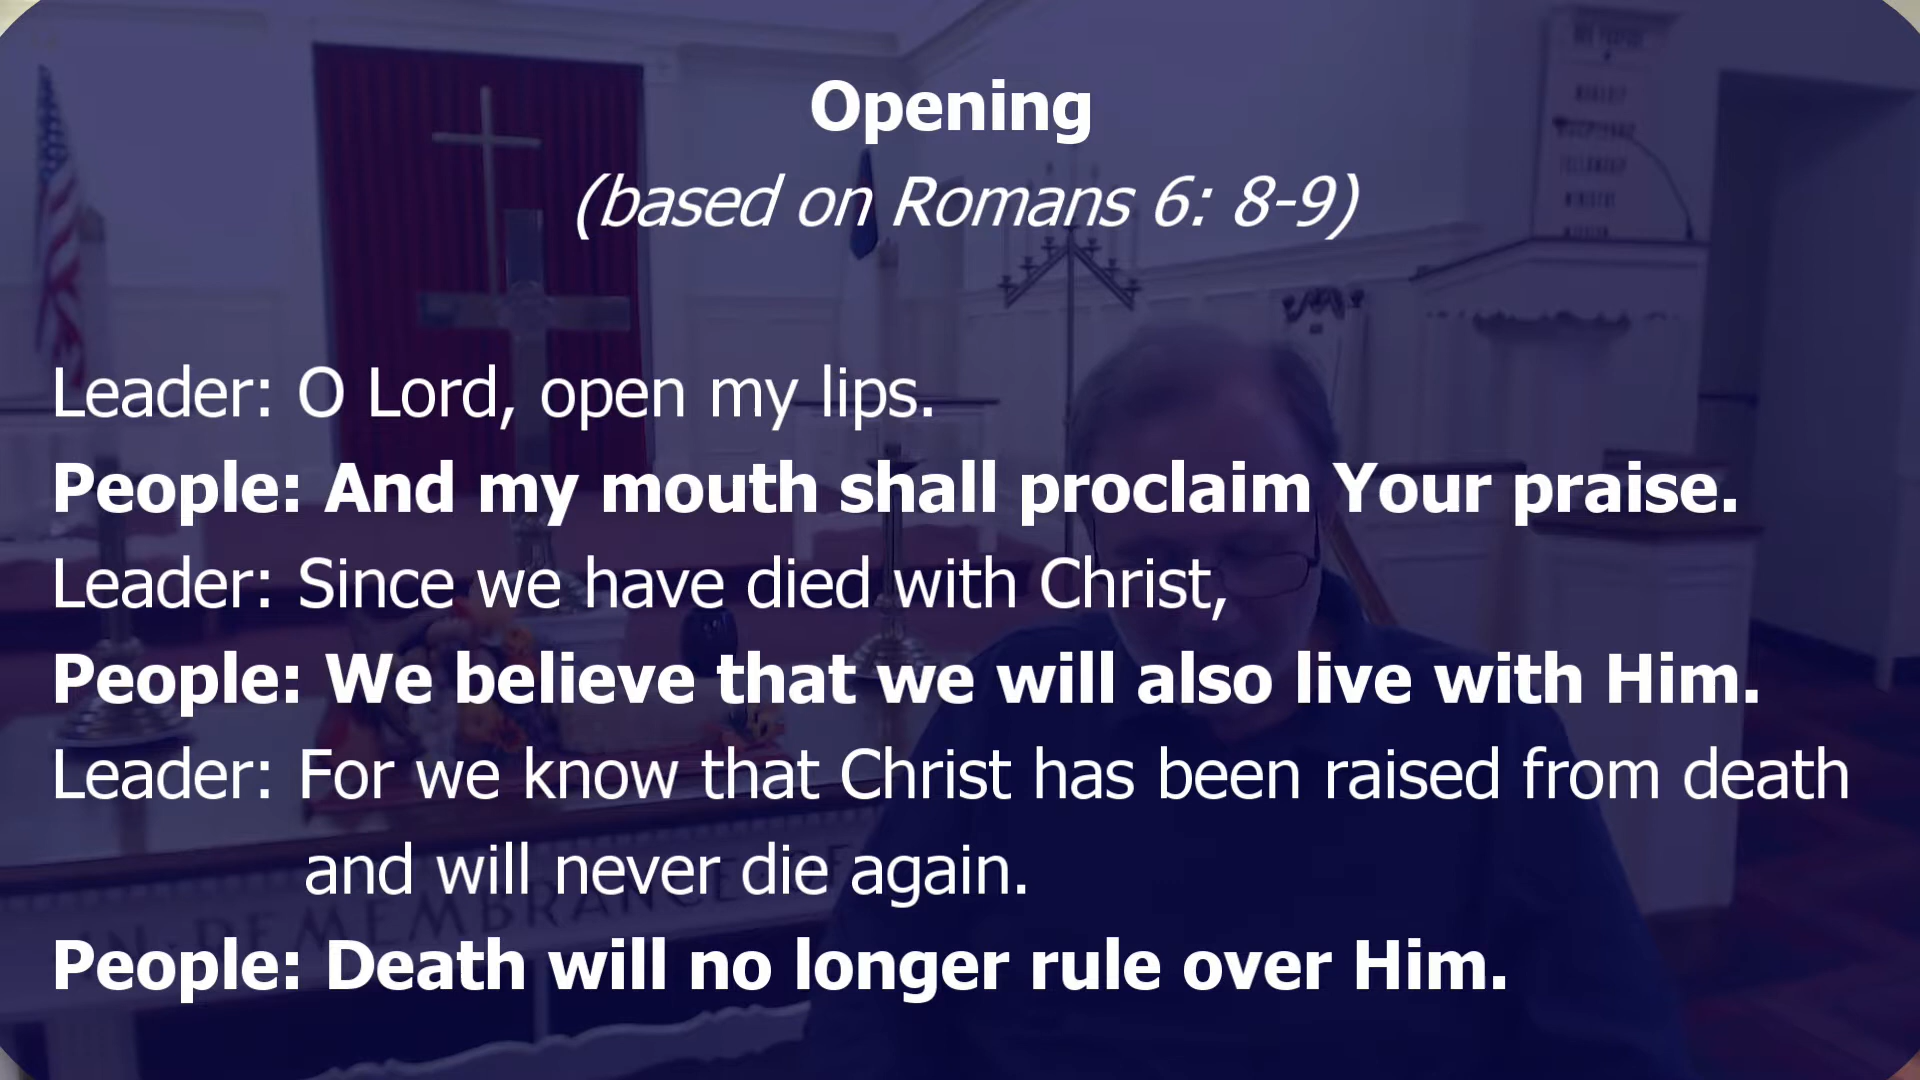 Opening
(based on Romans 6: 8-9)
Leader: O Lord, open my lips.
People: And my mouth shall proclaim Your praise.
Leader: Since we have died with Christ,
People: We believe that we will also live with Him.
Leader: For we know that Christ has been raised from death
and will never die again.
People: Death will no longer rule over Him.
IN REMEMBRANCE OF